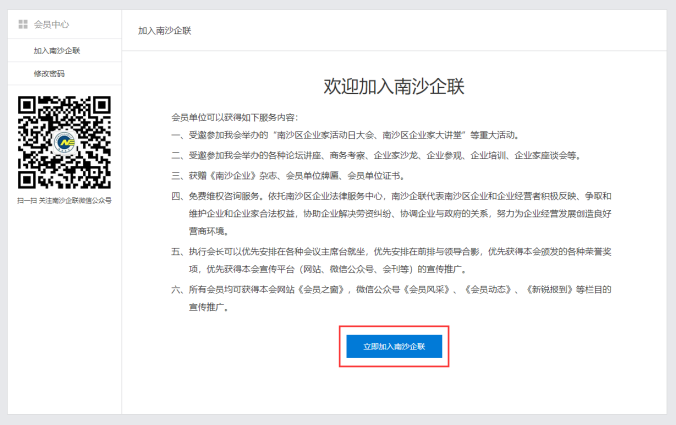 会员中心
加入南沙企联
修改密码
扫一扫 关注南沙企联微信公众号
加入南沙企联
欢迎加入南沙企联
会员单位可以获得如下服务内容：
一、受邀参加我会举办的“南沙区企业家活动日大会、南沙区企业家大讲堂”等重大活动。
二、受邀参加我会举办的各种论坛讲座、商务考察、企业家沙龙、企业参观、企业培训、企业家座谈会等。
三、获赠《南沙企业》杂志、会员单位牌匾、会员单位证书。
四、免费维权咨询服务。依托南沙区企业法律服务中心，南沙企联代表南沙区企业和企业经营者积极反映、争取和
维护企业和企业家合法权益，协助企业解决劳资纠纷、协调企业与政府的关系，努力为企业经营发展创造良好
营商环境。
五、执行会长可以优先安排在各种会议主席台就坐，优先安排在前排与领导合影，优先获得本会颁发的各种荣誉奖
项，优先获得本会宣传平台（网站、微信公众号、会刊等）的宣传推广。
六、所有会员均可获得本会网站《会员之窗》，微信公众号《会员风采》、《会员动态》、《新锐报到》等栏目的
宣传推广。
立即加入南沙企联